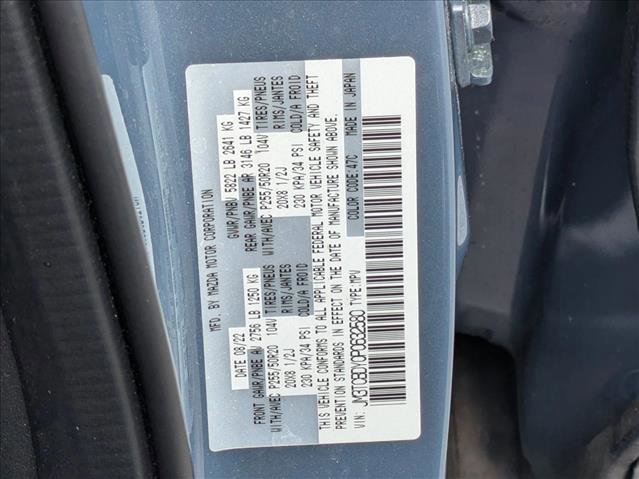 MFD. BY MAZDA MOTOR CORPORATION
DATE 08/22 GVWR/PNBV 5822 LB 2641 KG
FRONT GAWR/PNBE AV 2756 LB 1250 KG REAR GAWR/PNBE AR 3146 LB 1427 KG
WITH/AVEC P255/50R20 104V TIRES/PNEUS WITH/AVEC P255/50R20 104V TIRES/PNEUS
20X8 1/2J RIMS/JANTES 20X8 1/2J RIMS/JANTES
230 KPA/34 PSI COLD/A FROID 230 KPA/34 PSI COLD/A FROID
THIS VEHICLE CONFORMS TO ALL APPLICABLE FEDERAL MOTOR VEHICLE SAFETY AND THEFT
PREVENTION STANDARDS IN EFFECT ON THE DATE OF MANUFACTURE SHOWN ABOVE.
VIN: JM3TCBDY0P0632580 TYPE:MPV COLOR CODE:47C MADE IN JAPAN